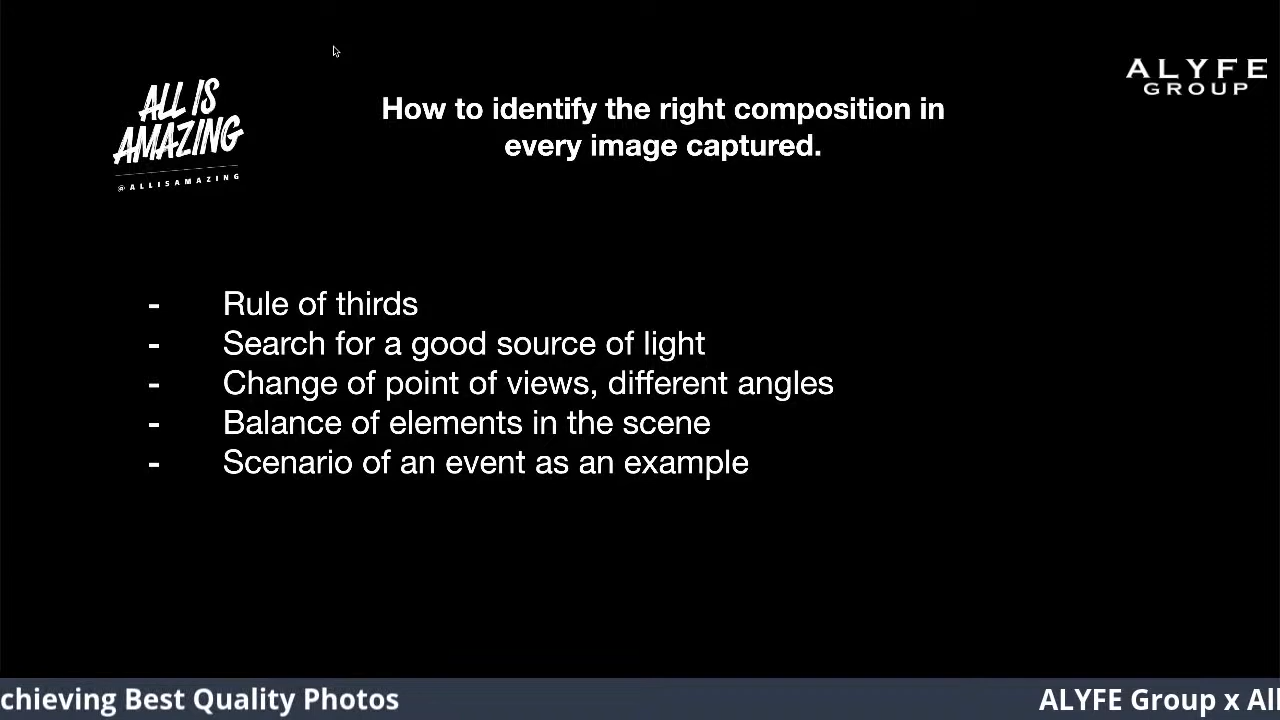 ALL IS
AMAZING
@ALLISAMAZING
How to identify the right composition in
every image captured.
ALYFE
GROUP
- Rule of thirds
- Search for a good source of light
- Change of point of views, different angles
- Balance of elements in the scene
- Scenario of an event as an example
chieving Best Quality Photos
ALYFE Group x All